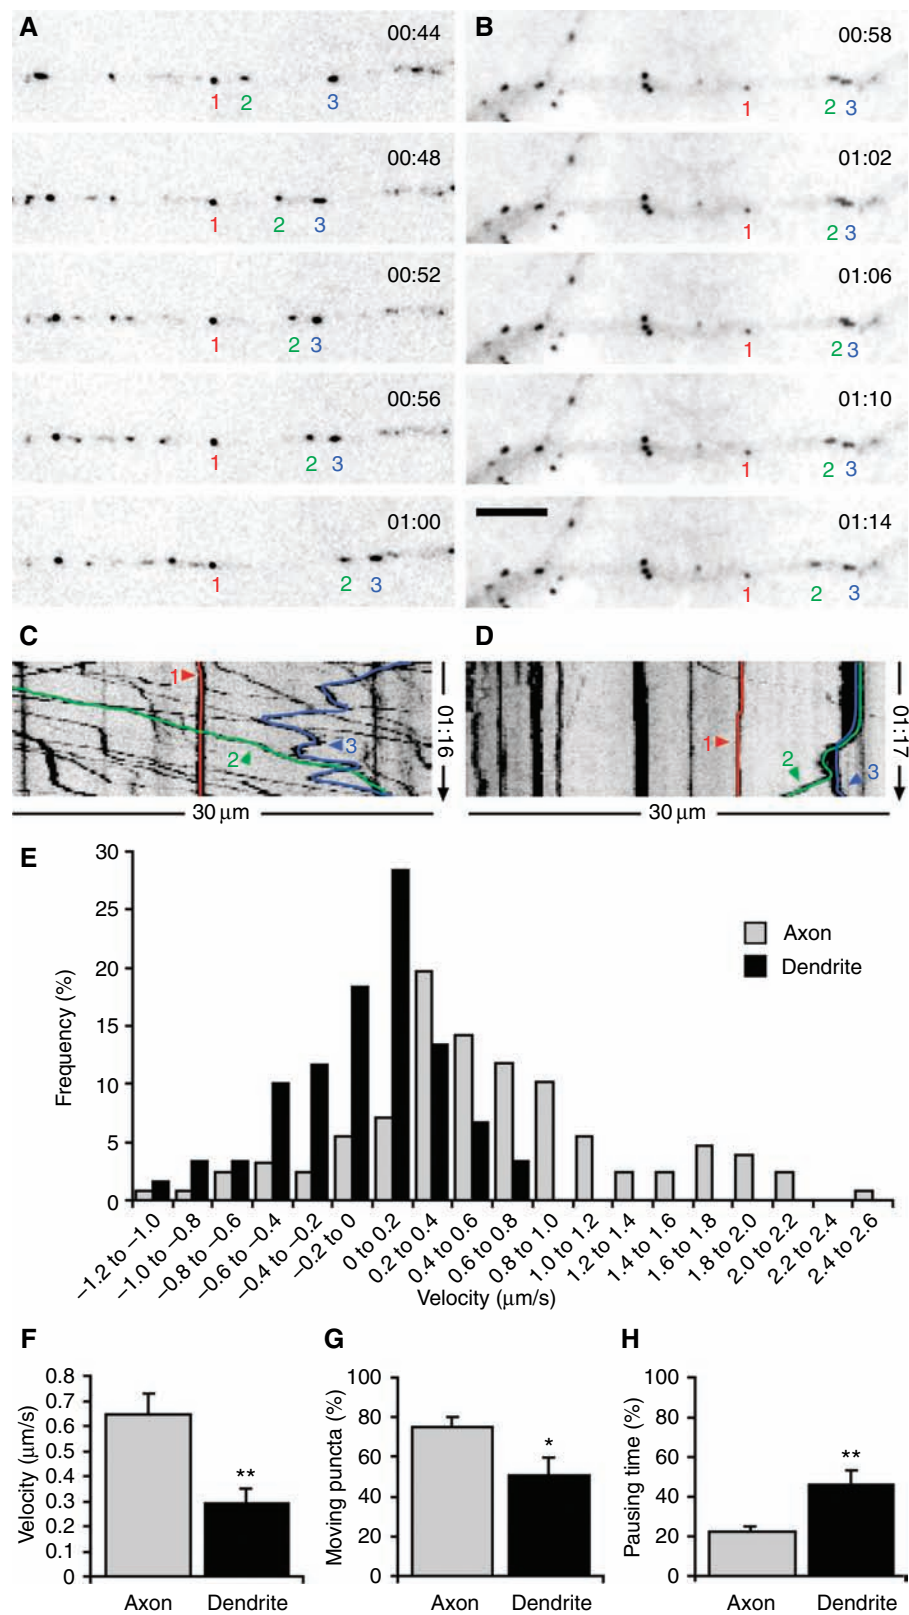 A
00:44
1 2 3
00:48
1 2 3
00:52
1 2 3
00:56
1 2 3
01:00
1 2 3
B
00:58
1 2 3
01:02
1 2 3
01:06
1 2 3
01:10
1 2 3
01:14
1 2 3
C
1
2
3
01:16
30 µm
D
1
2
3
01:17
30 µm
E
Frequency (%)
30
25
20
15
10
5
0
Axon
Dendrite
–1.2 to –1.0
–1.0 to –0.8
–0.8 to –0.6
–0.6 to –0.4
–0.4 to –0.2
–0.2 to 0
0 to 0.2
0.2 to 0.4
0.4 to 0.6
0.6 to 0.8
0.8 to 1.0
1.0 to 1.2
1.2 to 1.4
1.4 to 1.6
1.6 to 1.8
1.8 to 2.0
2.0 to 2.2
2.2 to 2.4
2.4 to 2.6
Velocity (µm/s)
F
Velocity (µm/s)
0.8
0.7
0.6
0.5
0.4
0.3
0.2
0.1
0
**
Axon Dendrite
G
Moving puncta (%)
100
80
60
40
20
0
*
Axon Dendrite
H
Pausing time (%)
100
80
60
40
20
0
**
Axon Dendrite